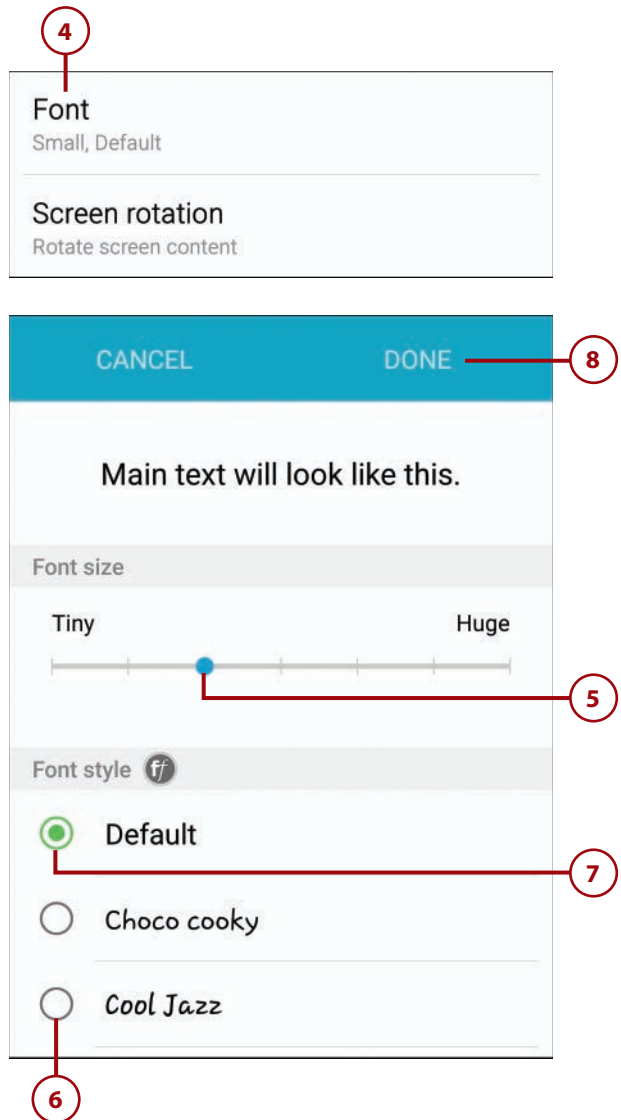 4
Font
Small, Default
Screen rotation
Rotate screen content
CANCEL DONE 8
Main text will look like this.
Font size
Tiny Huge
5
Font style ff
Default
7
Choco cooky
Cool Jazz
6